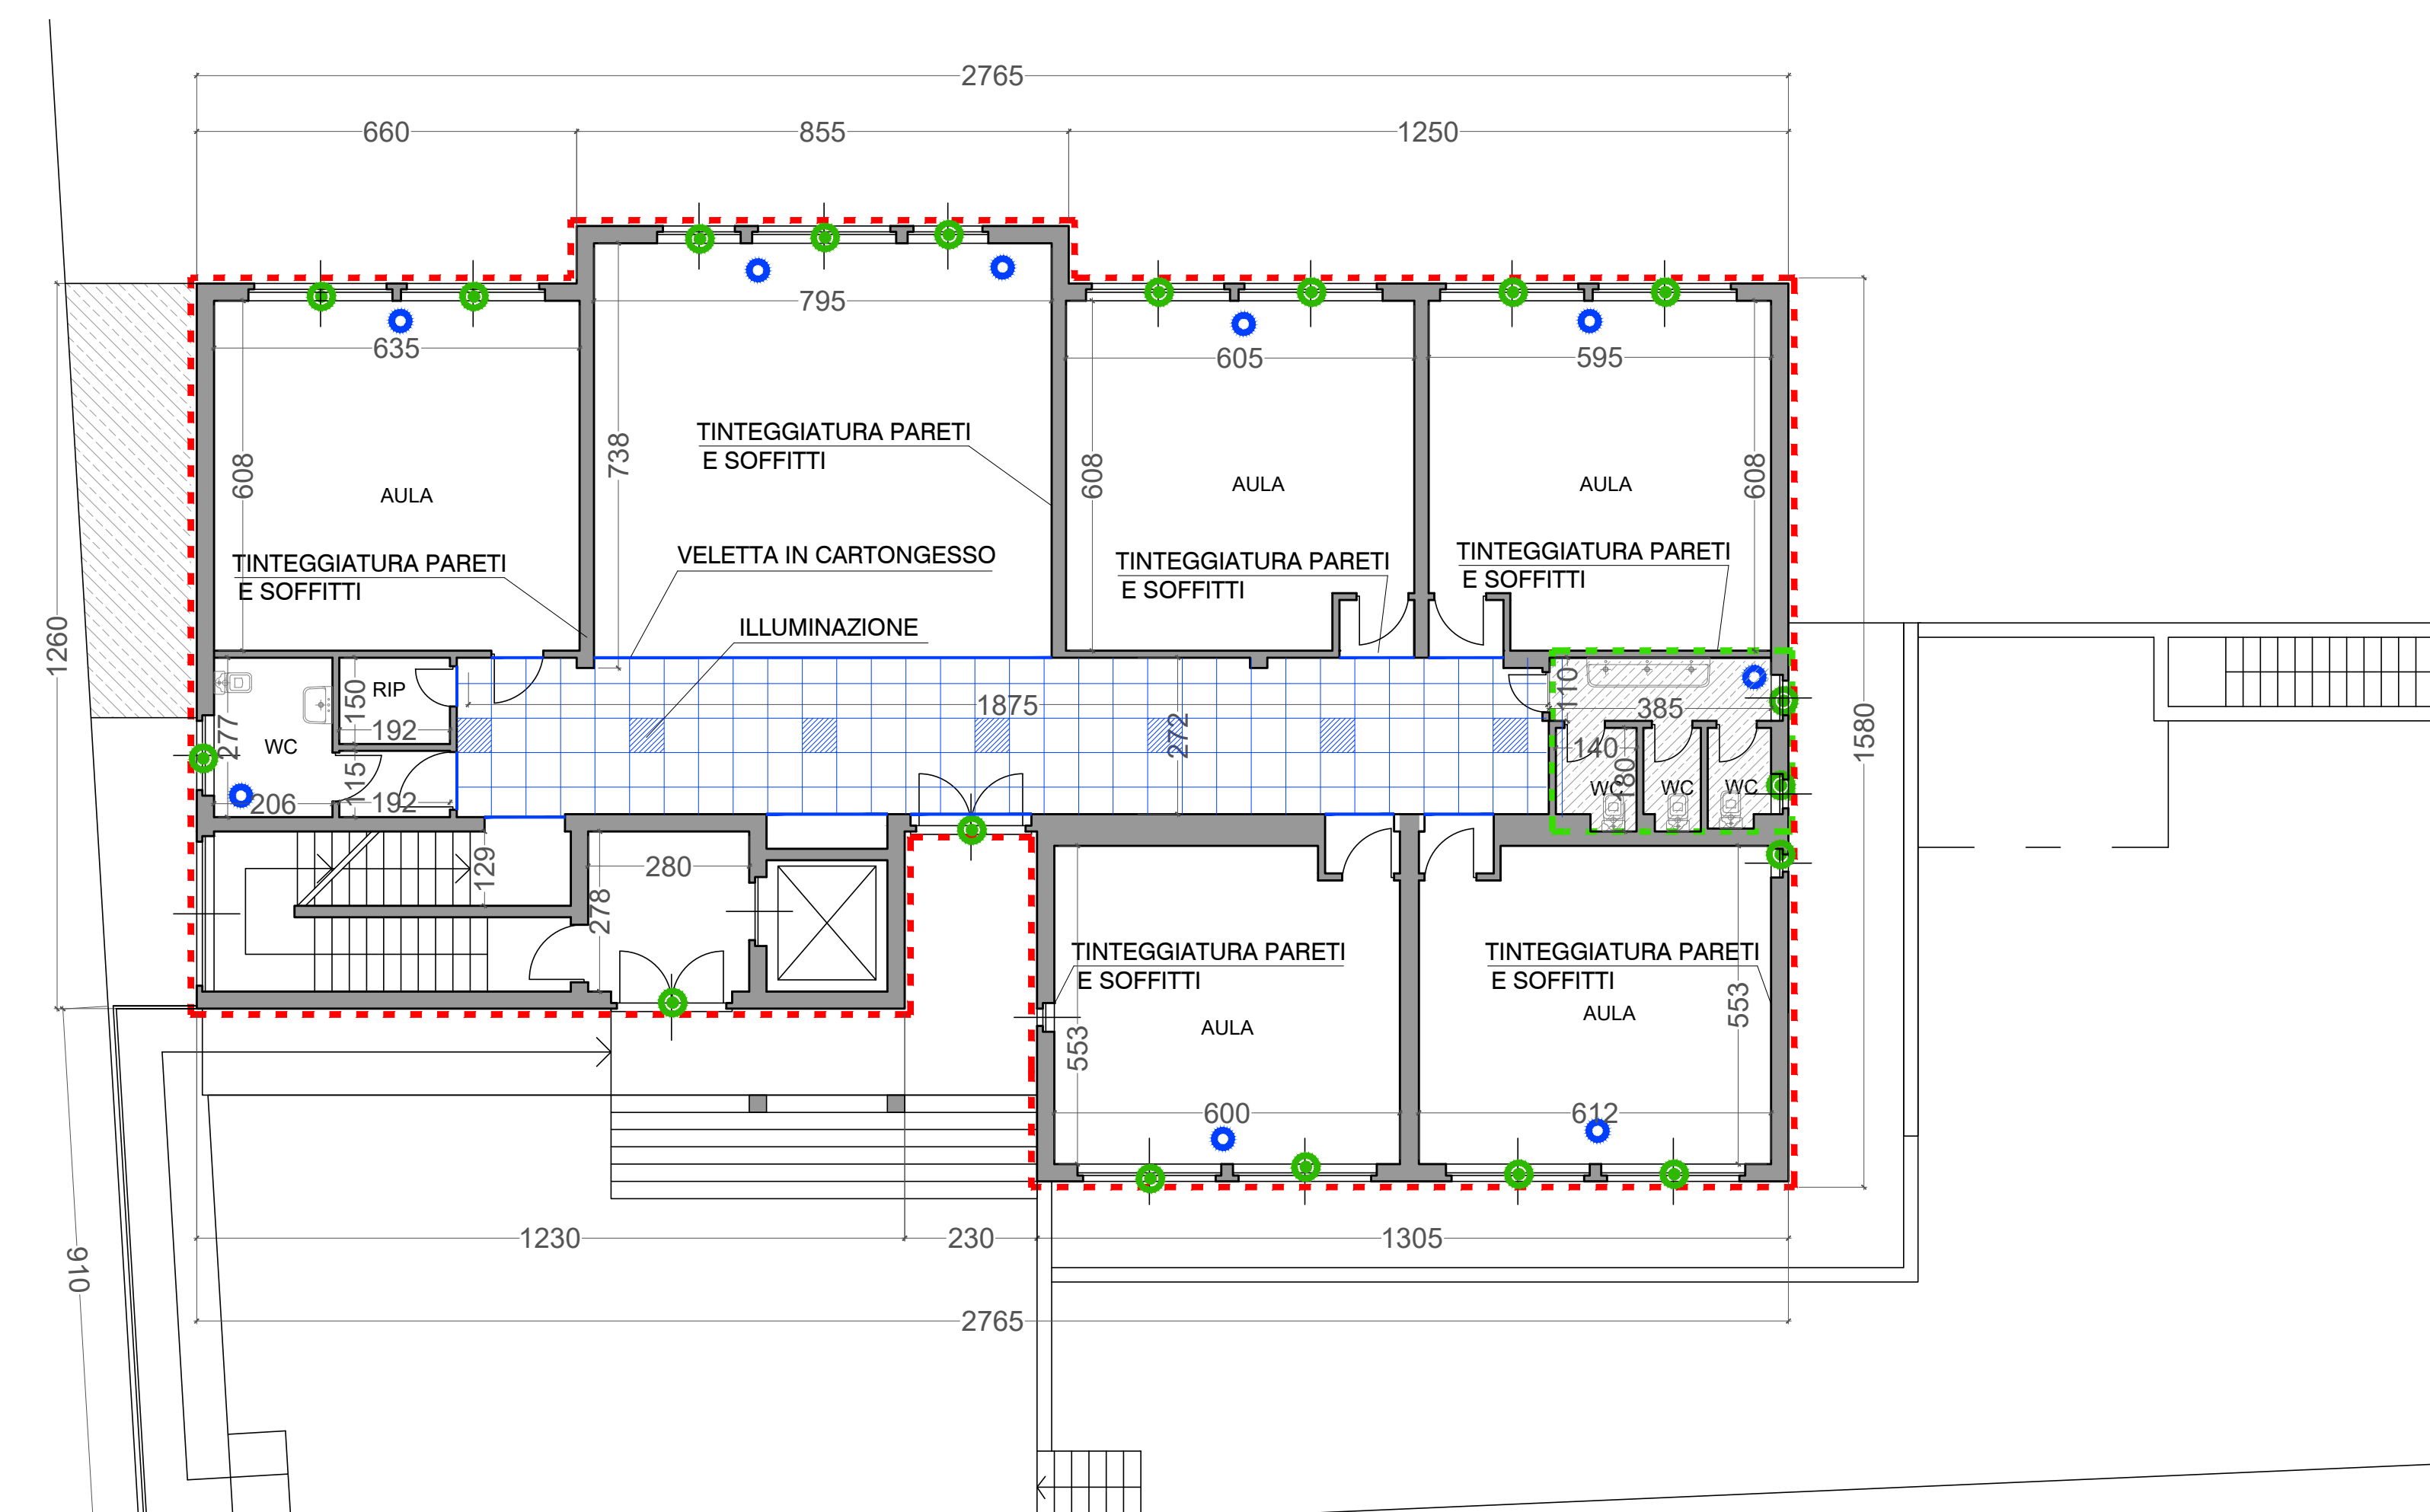 2765
660
855
1250
795
635
605
595
608
738
608
608
TINTEGGIATURA PARETI
E SOFFITTI
AULA
AULA
AULA
TINTEGGIATURA PARETI
E SOFFITTI
VELETTA IN CARTONGESSO
TINTEGGIATURA PARETI
E SOFFITTI
TINTEGGIATURA PARETI
E SOFFITTI
ILLUMINAZIONE
1260
RIP
150
192
277
WC
115
206
192
1875
272
110
385
140
180
WC
WC
WC
1580
129
280
278
TINTEGGIATURA PARETI
E SOFFITTI
AULA
TINTEGGIATURA PARETI
E SOFFITTI
AULA
553
553
600
612
910
1230
230
1305
2765